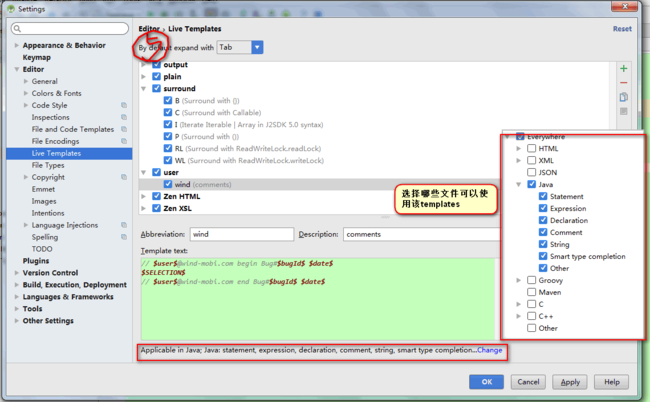 Settings
Appearance & Behavior
Keymap
Editor
General
Colors & Fonts
Code Style
Inspections
File and Code Templates
File Encodings
Live Templates
File Types
Copyright
Emmet
Images
Intentions
Language Injections
Spelling
TODO
Plugins
Version Control
Build, Execution, Deployment
Languages & Frameworks
Tools
Other Settings
Editor › Live Templates
Reset
5
By default expand with Tab
output
plain
surround
B (Surround with {})
C (Surround with Callable)
I (Iterate Iterable | Array in J2SDK 5.0 syntax)
P (Surround with ())
RL (Surround with ReadWriteLock.readLock)
WL (Surround with ReadWriteLock.writeLock)
user
wind (comments)
Zen HTML
Zen XSL
选择哪些文件可以使
用该templates
Abbreviation: wind Description: comments
Template text:
// $user$@wind-mobi.com begin Bug#$bugId$ $date$
$SELECTION$
// $user$@wind-mobi.com end Bug#$bugId$ $date$
Applicable in Java; Java: statement, expression, declaration, comment, string, smart type completion...Change
Everywhere
HTML
XML
JSON
Java
Statement
Expression
Declaration
Comment
String
Smart type completion
Other
Groovy
Maven
C
C++
Other
OK
Cancel
Apply
Help